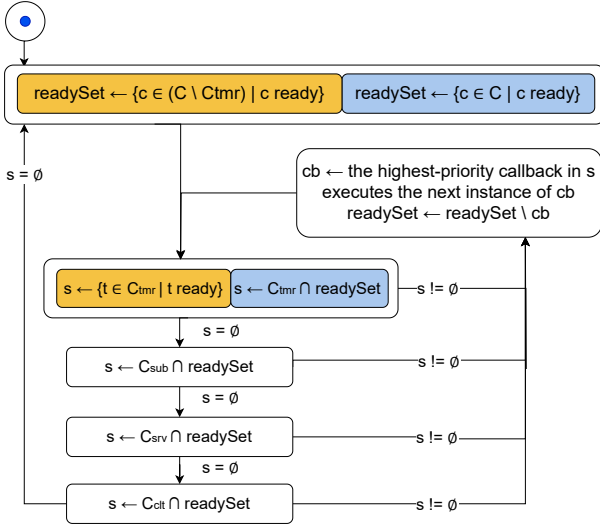 readySet ← {c ∈ (C \ Ctmr) | c ready}
readySet ← {c ∈ C | c ready}
s = ∅
cb ← the highest-priority callback in s
executes the next instance of cb
readySet ← readySet \ cb
s ← {t ∈ Ctmr | t ready}
s ← Ctmr ⋂ readySet
s != ∅
s = ∅
s ← Csub ⋂ readySet
s != ∅
s = ∅
s ← Csrv ⋂ readySet
s != ∅
s = ∅
s ← Cclt ⋂ readySet
s != ∅